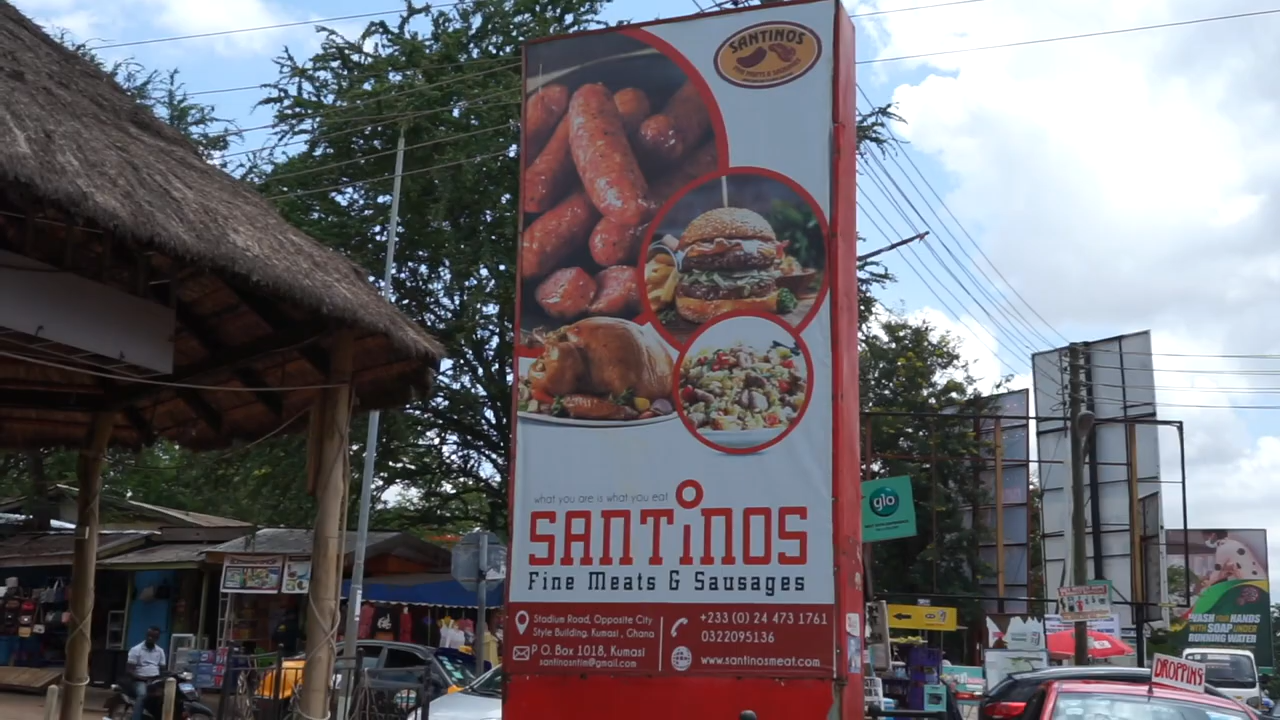 SANTINOS
FINE MEATS & SAUSAGES
what you are is what you eat
SANTINOS
Fine Meats & Sausages
Stadium Road, Opposite City
Style Building. Kumasi , Ghana
P O. Box 1018, Kumasi
santinosntim@gmail.com
+233 (0) 24 473 1761
0322095136
www.santinosmeat.com
glo
WASH YOUR HANDS
WITH SOAP UNDER
RUNNING WATER
DROPPING